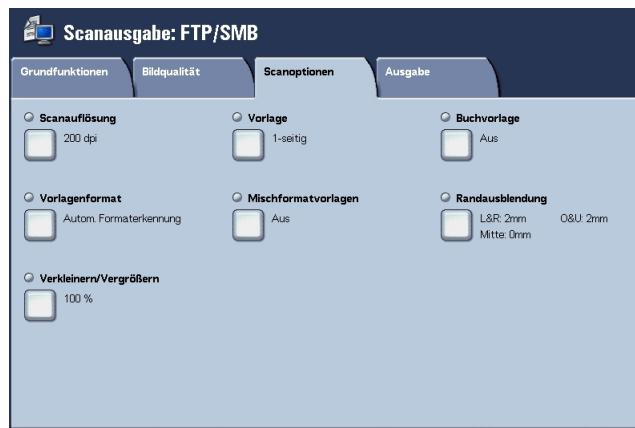 Scanausgabe: FTP/SMB
Grundfunktionen
Bildqualität
Scanoptionen
Ausgabe
Scanauflösung
200 dpi
Vorlage
1-seitig
Buchvorlage
Aus
Vorlagenformat
Autom. Formaterkennung
Mischformatvorlagen
Aus
Randausblendung
L&R: 2mm O&U: 2mm
Mitte: 0mm
Verkleinern/Vergrößern
100 %